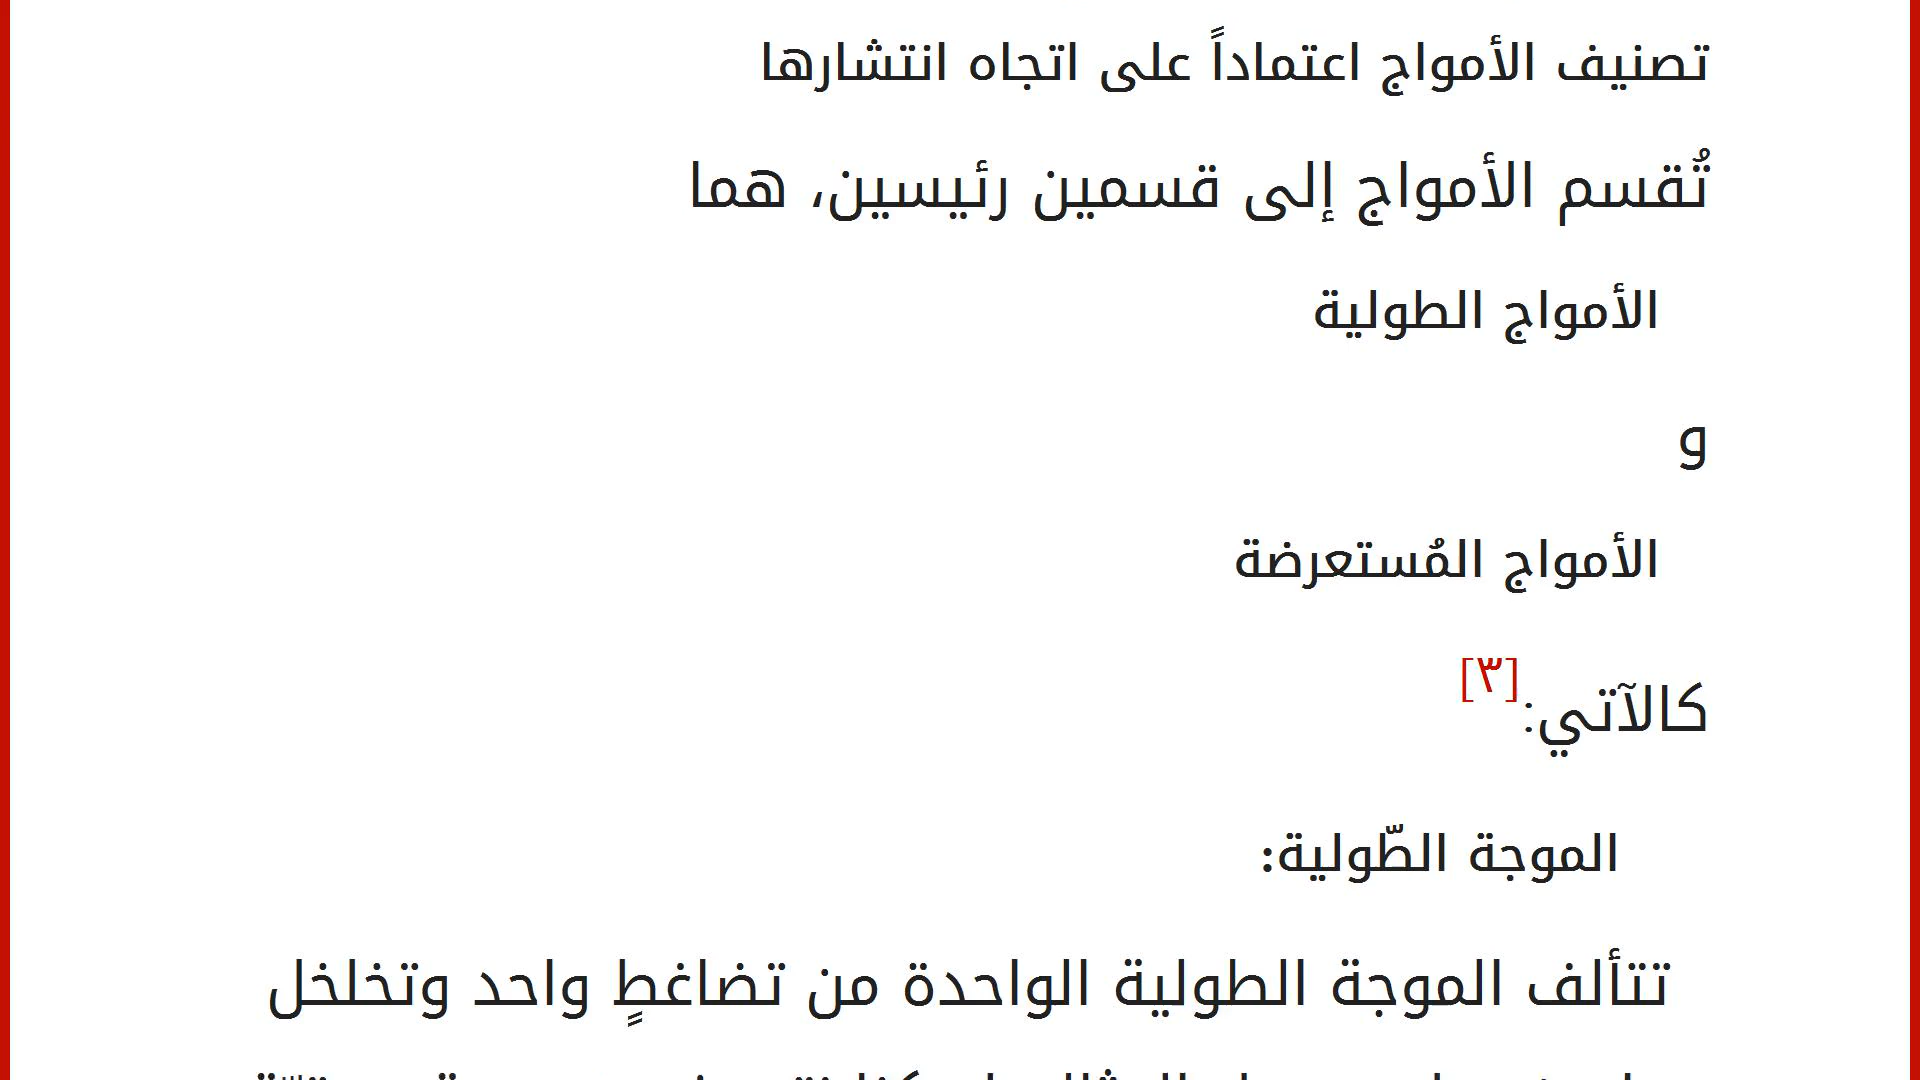 تصنيف الأمواج اعتماداً على اتجاه انتشارها
تُقسم الأمواج إلى قسمين رئيسين، هما
الأمواج الطولية
و
الأمواج المُستعرضة
كالآتي:[٣]
الموجة الطّولية:
تتألف الموجة الطولية الواحدة من تضاغطٍ واحد وتخلخل